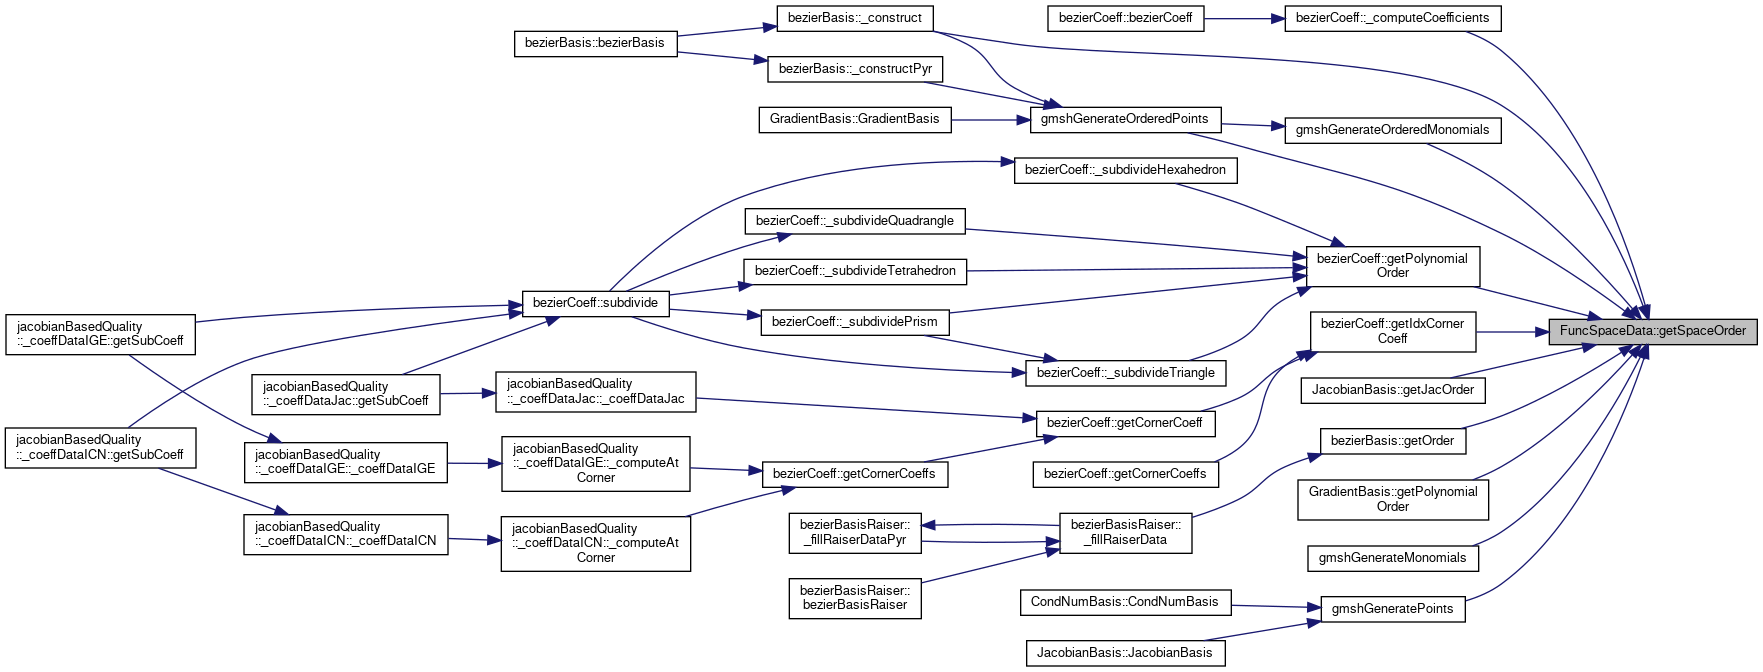 bezierBasis::_construct
bezierCoeff::bezierCoeff
bezierCoeff::_computeCoefficients
bezierBasis::bezierBasis
bezierBasis::_constructPyr
GradientBasis::GradientBasis
gmshGenerateOrderedPoints
gmshGenerateOrderedMonomials
bezierCoeff::_subdivideHexahedron
bezierCoeff::_subdivideQuadrangle
bezierCoeff::getPolynomial
Order
bezierCoeff::_subdivideTetrahedron
bezierCoeff::subdivide
bezierCoeff::_subdividePrism
bezierCoeff::getIdxCorner
Coeff
FuncSpaceData::getSpaceOrder
jacobianBasedQuality
::_coeffDataIGE::getSubCoeff
bezierCoeff::_subdivideTriangle
jacobianBasedQuality
::_coeffDataJac::getSubCoeff
jacobianBasedQuality
::_coeffDataJac::_coeffDataJac
JacobianBasis::getJacOrder
bezierCoeff::getCornerCoeff
bezierBasis::getOrder
jacobianBasedQuality
::_coeffDataICN::getSubCoeff
jacobianBasedQuality
::_coeffDataIGE::_coeffDataIGE
jacobianBasedQuality
::_coeffDataIGE::_computeAt
Corner
bezierCoeff::getCornerCoeffs
bezierCoeff::getCornerCoeffs
GradientBasis::getPolynomial
Order
jacobianBasedQuality
::_coeffDataICN::_coeffDataICN
jacobianBasedQuality
::_coeffDataICN::_computeAt
Corner
bezierBasisRaiser::
_fillRaiserDataPyr
bezierBasisRaiser::
_fillRaiserData
gmshGenerateMonomials
bezierBasisRaiser::
bezierBasisRaiser
CondNumBasis::CondNumBasis
gmshGeneratePoints
JacobianBasis::JacobianBasis